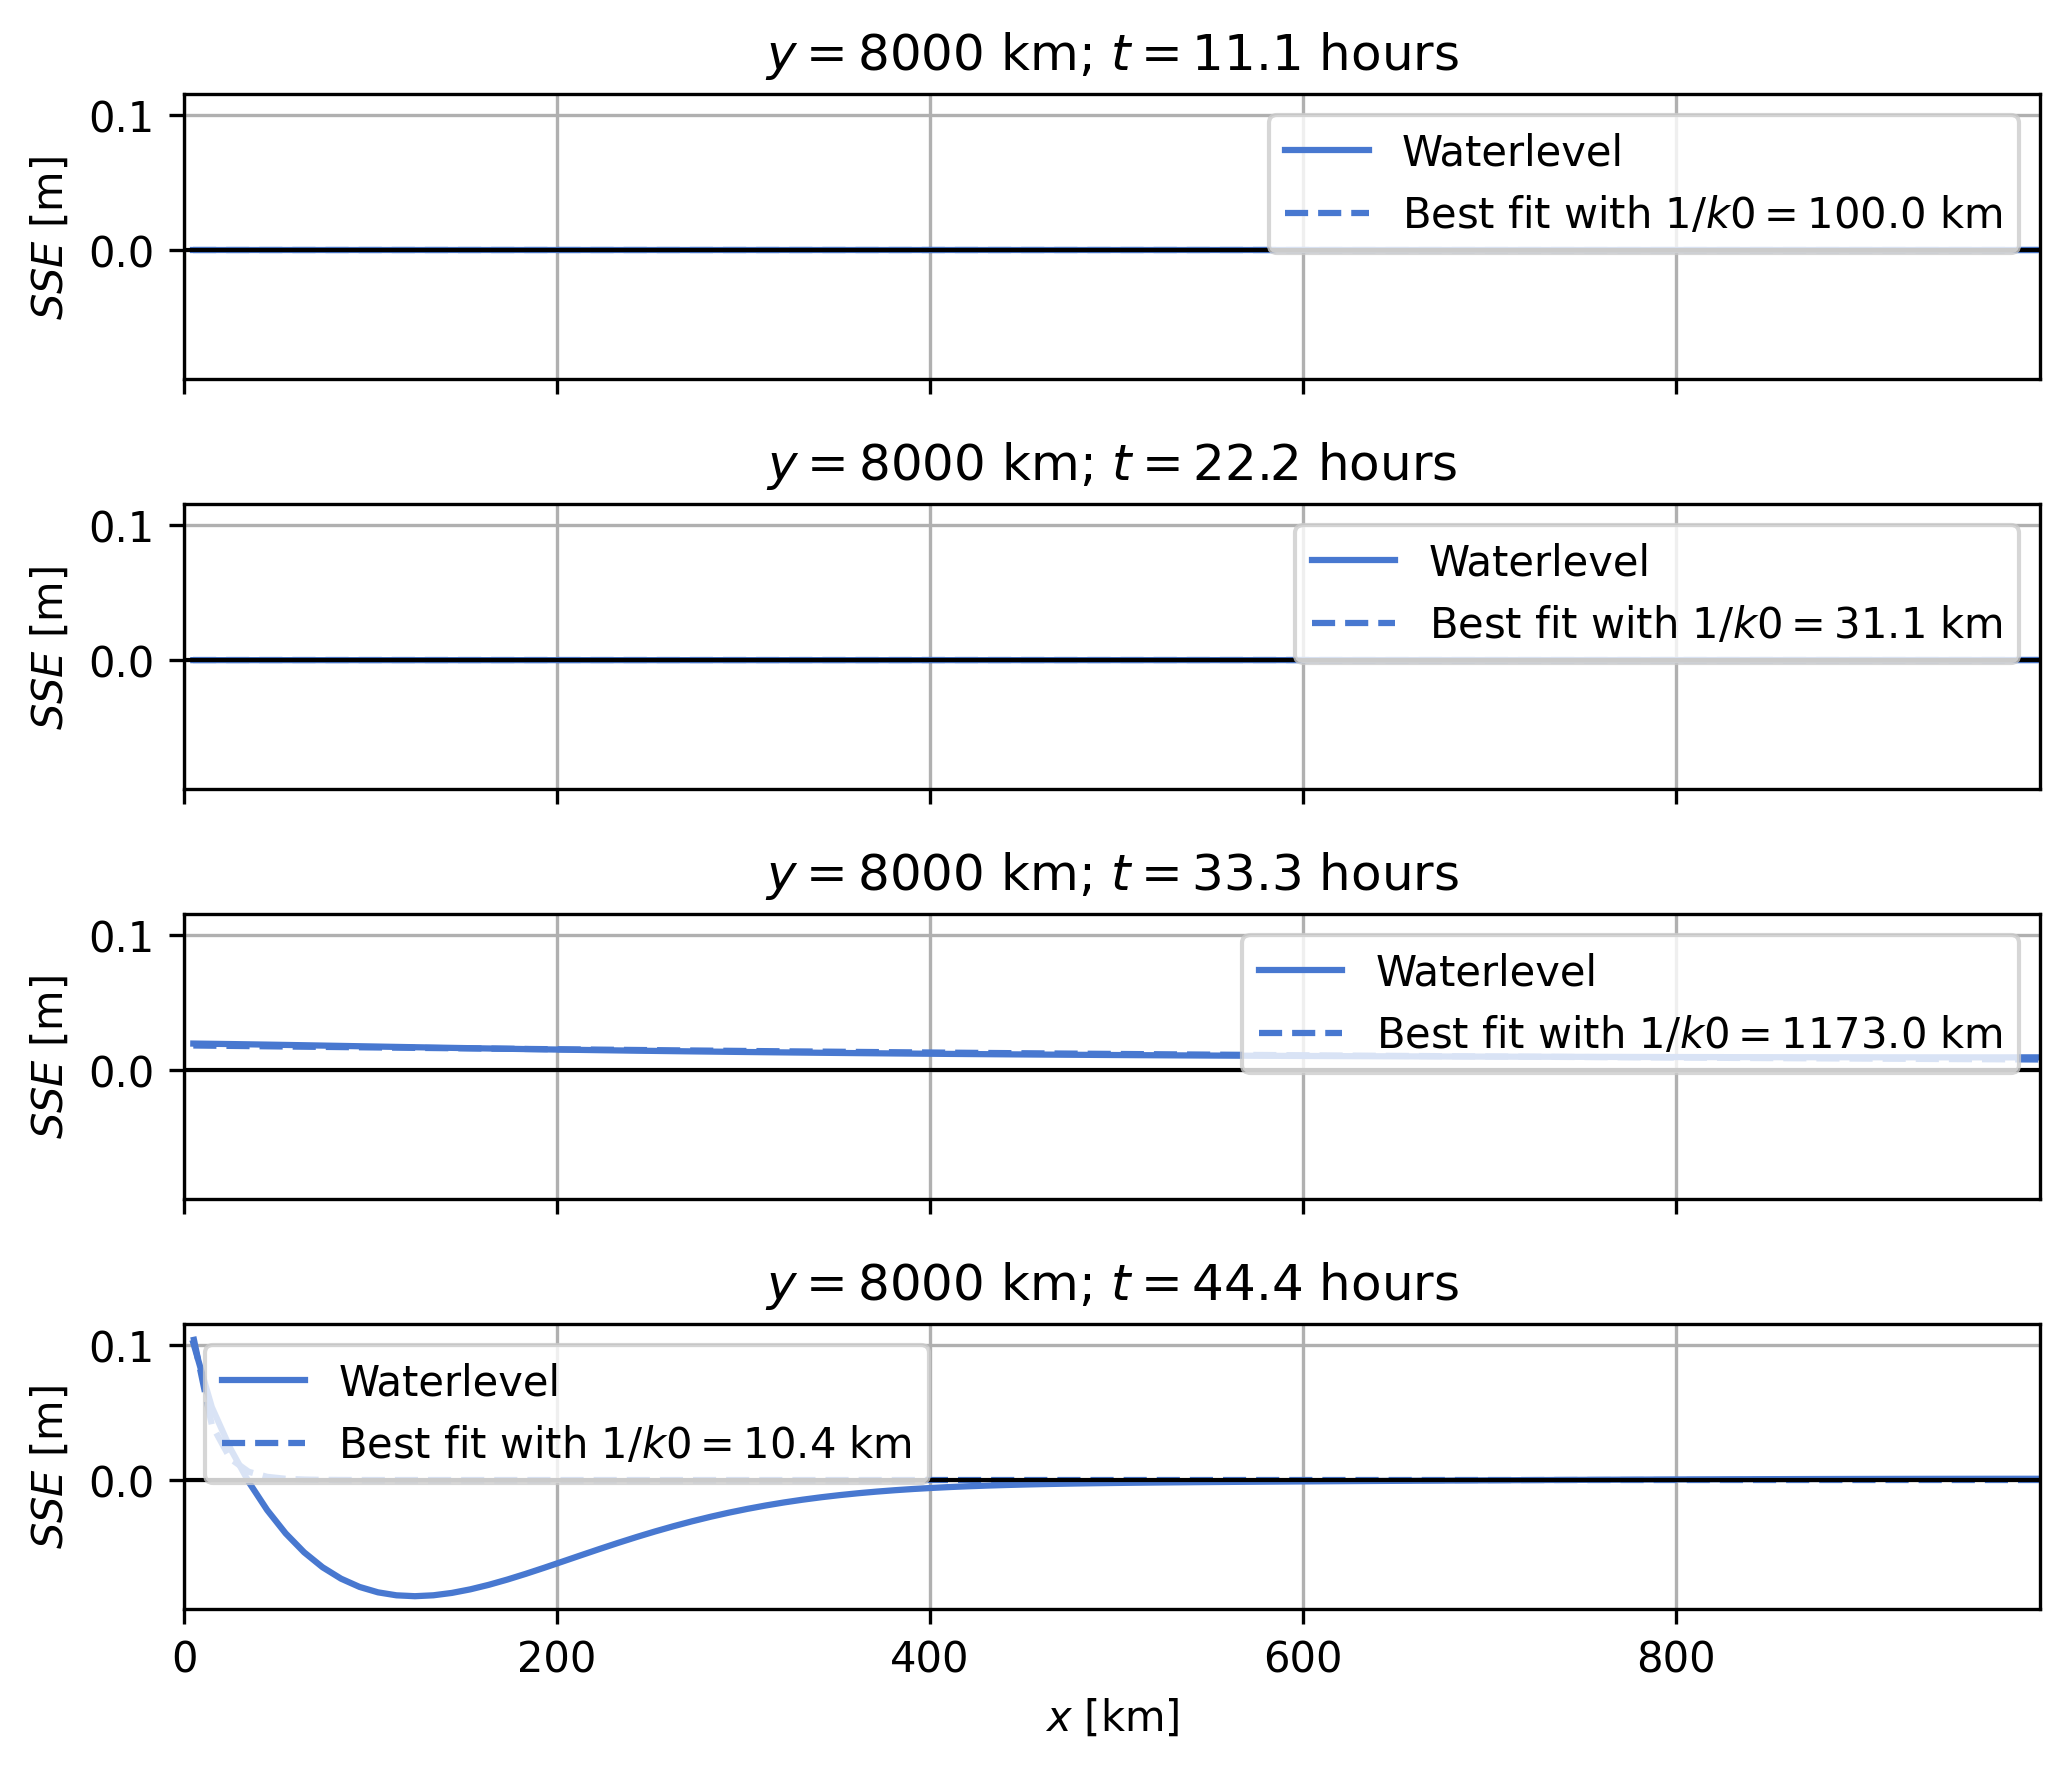 y = 8000 km; t = 11.1 hours
0.1
Waterlevel
Best fit with 1/k0 = 100.0 km
0.0
SSE [m]
y = 8000 km; t = 22.2 hours
0.1
Waterlevel
Best fit with 1/k0 = 31.1 km
0.0
SSE [m]
y = 8000 km; t = 33.3 hours
0.1
Waterlevel
Best fit with 1/k0 = 1173.0 km
0.0
SSE [m]
y = 8000 km; t = 44.4 hours
0.1
Waterlevel
Best fit with 1/k0 = 10.4 km
0.0
SSE [m]
0 200 400 600 800
x [km]